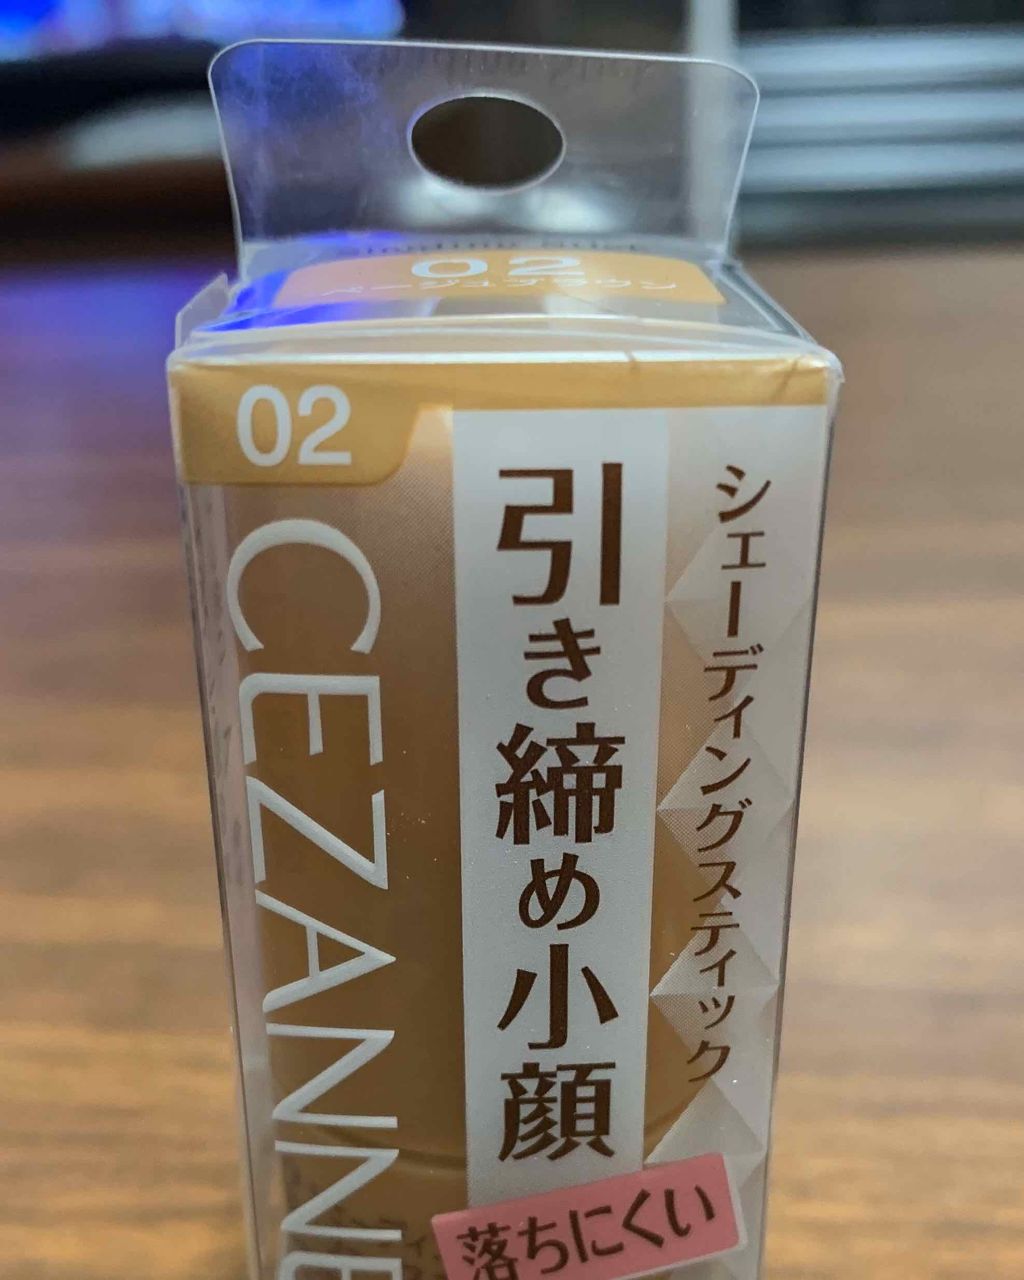 02
ベージュブラウン
02
CEZANNE
シェーディングスティック
引き締め小顔
落ちにくい